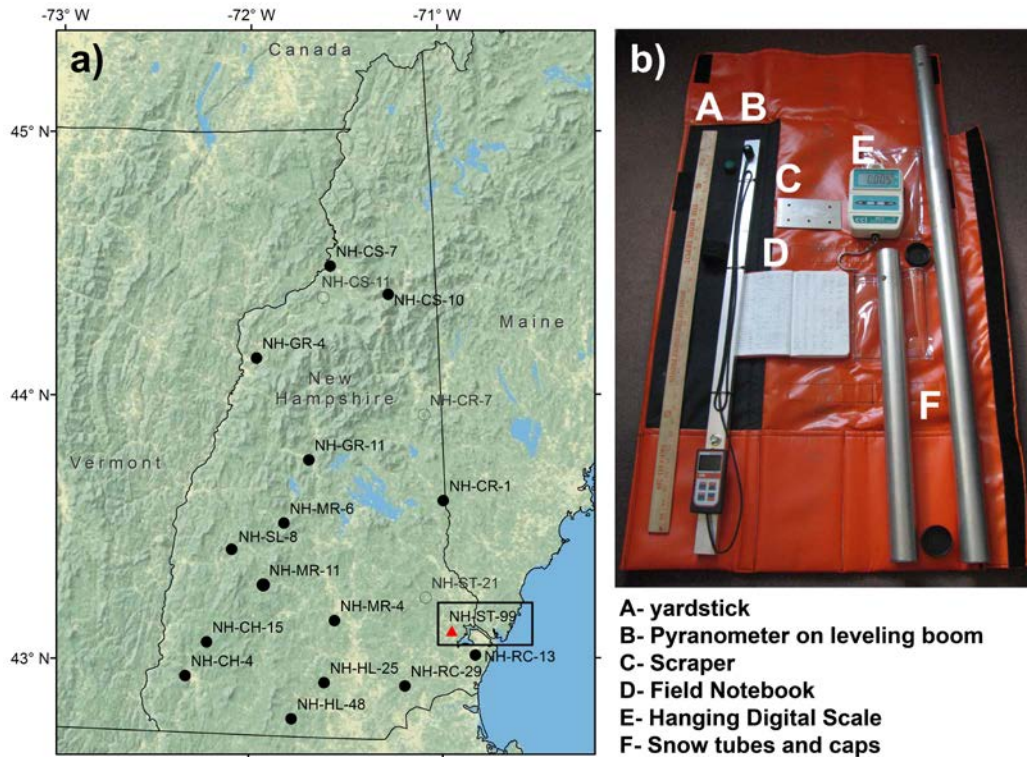 -73° W
-72° W
-71° W
a)
Canada
45° N
NH-CS-7
NH-CS-11
NH-CS-10
Maine
NH-GR-4
44° N
New
Hampshire
NH-CR-7
Vermont
NH-GR-11
NH-CR-1
NH-MR-6
NH-SL-8
NH-MR-11
NH-ST-21
NH-MR-4
NH-ST-99
NH-CH-15
43° N
NH-RC-13
NH-CH-4
NH-HL-25
NH-RC-29
NH-HL-48
b)
A
B
C
D
E
F
A- yardstick
B- Pyranometer on leveling boom
C- Scraper
D- Field Notebook
E- Hanging Digital Scale
F- Snow tubes and caps